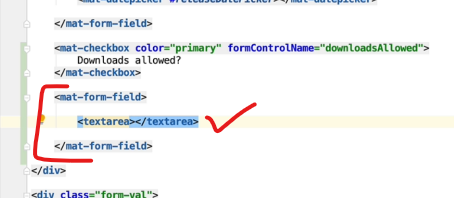 <mat-datepicker #releaseDatePicker></mat-datepicker>
</mat-form-field>
<mat-checkbox color="primary" formControlName="downloadsAllowed">
Downloads allowed?
</mat-checkbox>
<mat-form-field>
<textarea></textarea>
</mat-form-field>
</div>
<div class="form-val">